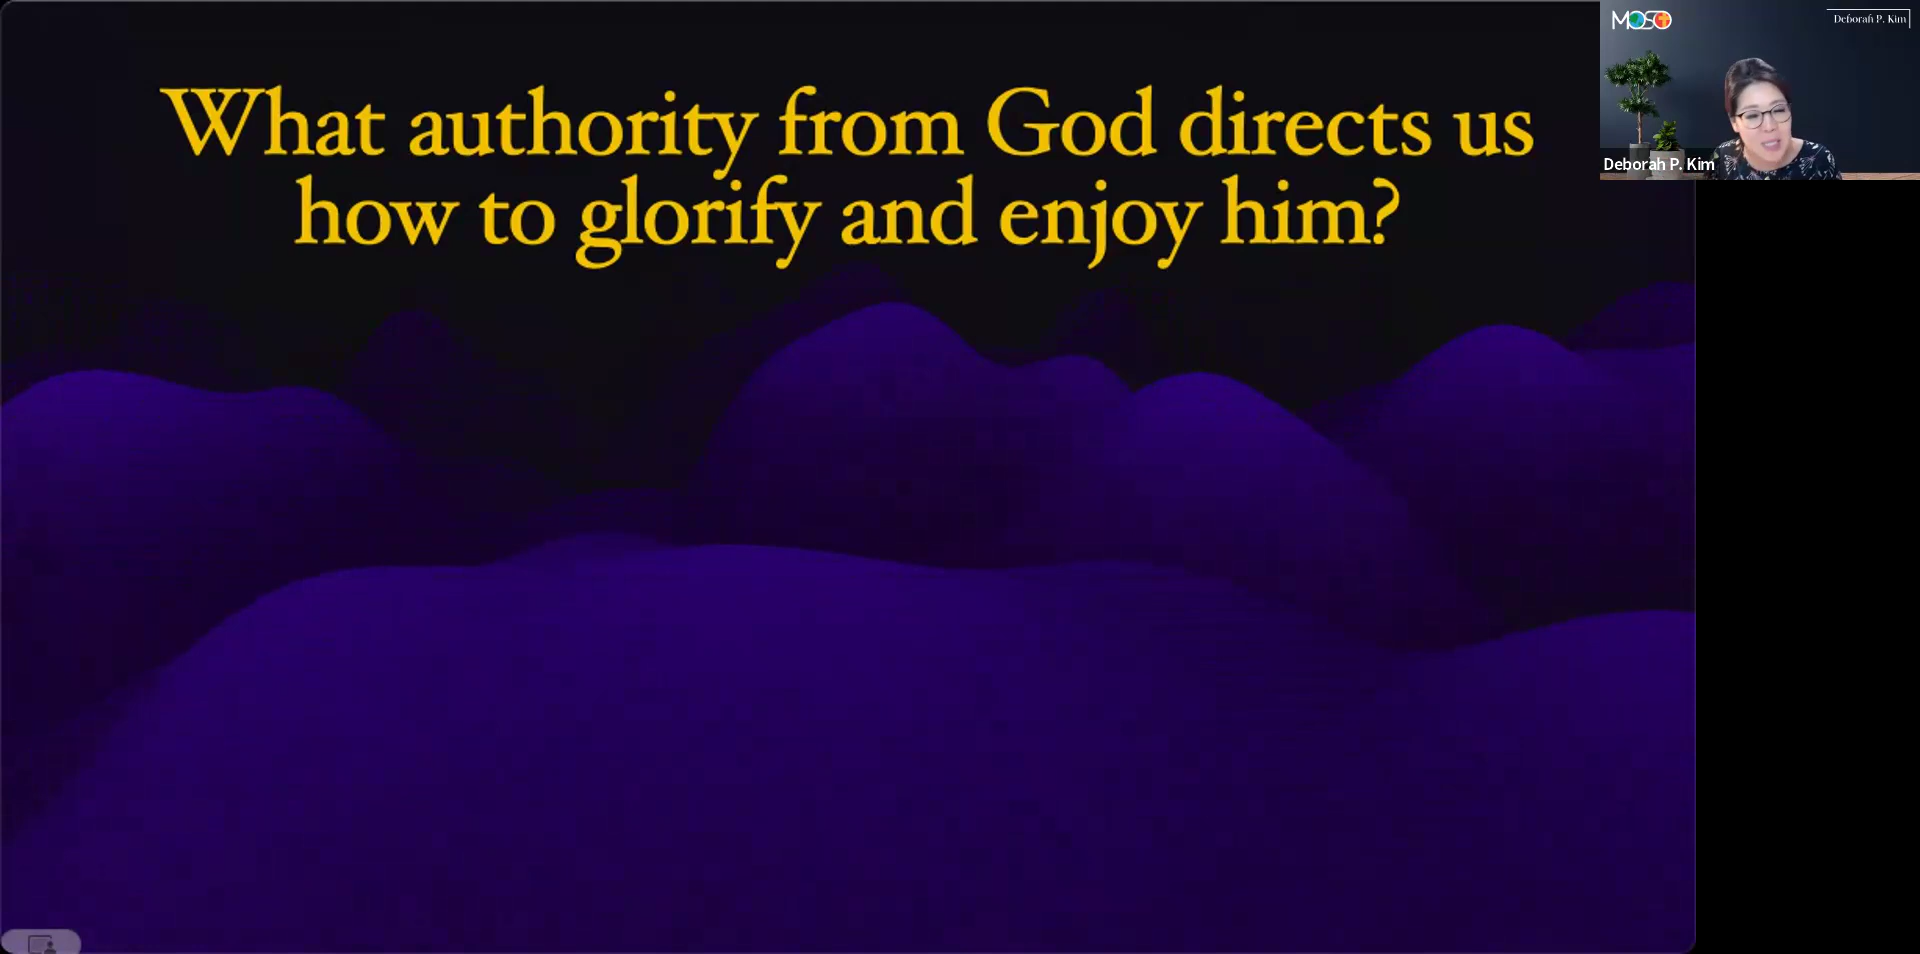 What authority from God directs us
how to glorify and enjoy him?
MOSO
Deborah P. Kim
Deborah P. Kim